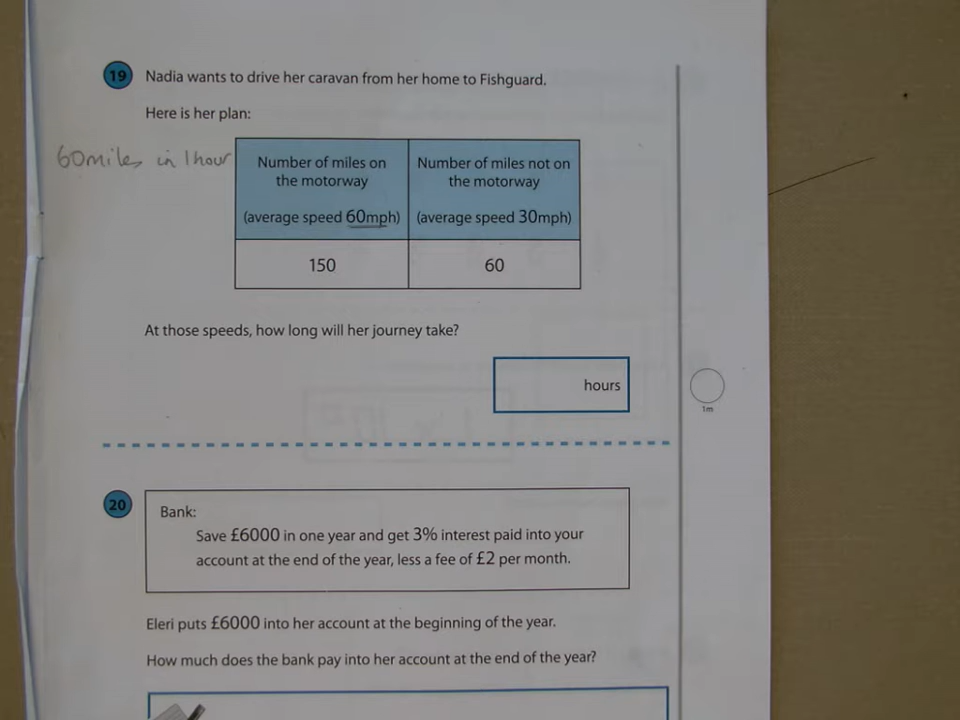 19 Nadia wants to drive her caravan from her home to Fishguard.
Here is her plan:
60 miles in 1 hour
Number of miles on the motorway
(average speed 60mph)
Number of miles not on the motorway
(average speed 30mph)
150
60
At those speeds, how long will her journey take?
hours
1m
20 Bank:
Save £6000 in one year and get 3% interest paid into your
account at the end of the year, less a fee of £2 per month.
Eleri puts £6000 into her account at the beginning of the year.
How much does the bank pay into her account at the end of the year?